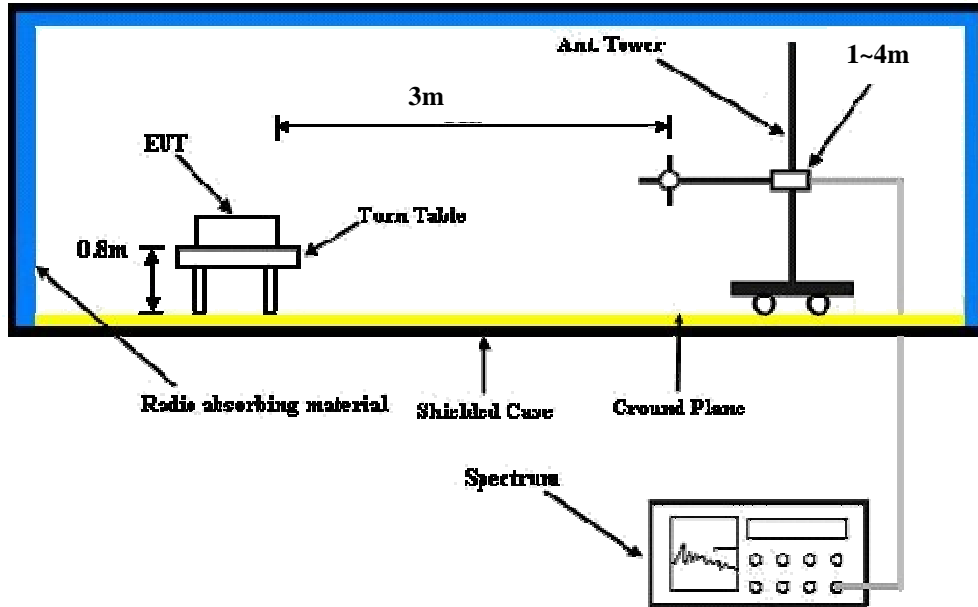 Ant. Tower
1~4m
3m
EUT
Turn Table
0.8m
Radio absorbing material
Shielded Case
Ground Plane
Spectrum